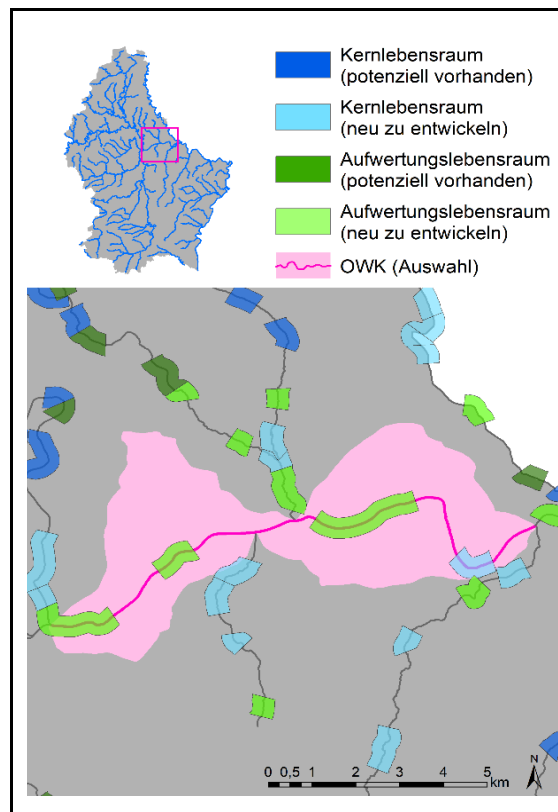 Kernlebensraum
(potenziell vorhanden)
Kernlebensraum
(neu zu entwickeln)
Aufwertungslebensraum
(potenziell vorhanden)
Aufwertungslebensraum
(neu zu entwickeln)
OWK (Auswahl)
0 0,5 1 2 3 4 5
km
N